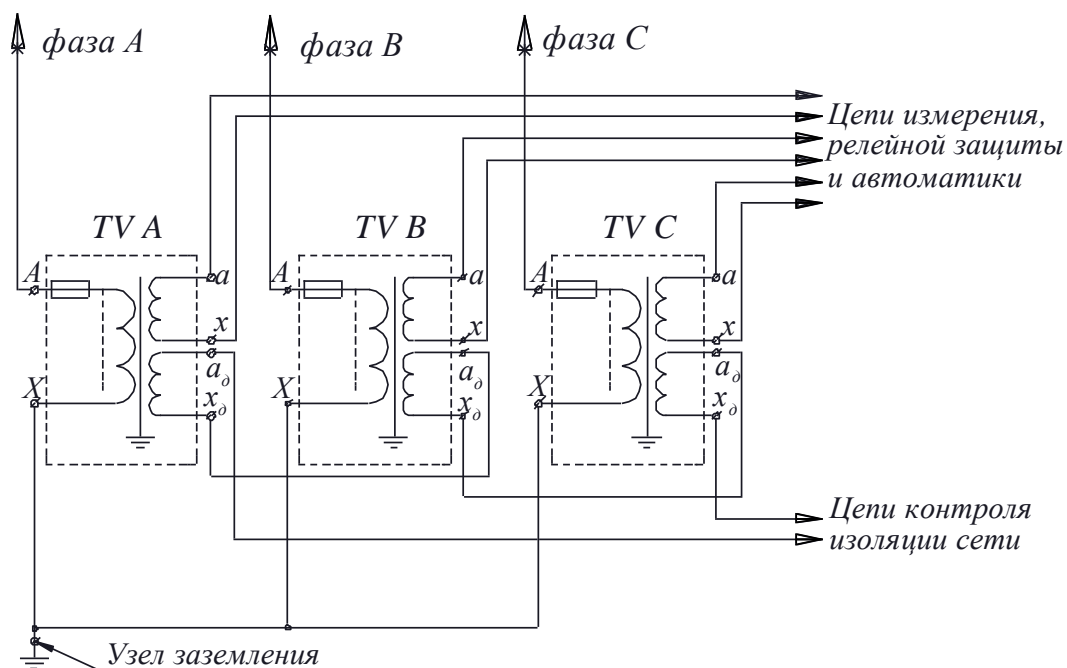 фаза A
фаза B
фаза C
Цепи измерения,
релейной защиты
и автоматики
TV A
TV B
TV C
A
a
x
aд
xд
X
A
a
x
aд
xд
X
A
a
x
aд
xд
X
Цепи контроля
изоляции сети
Узел заземления